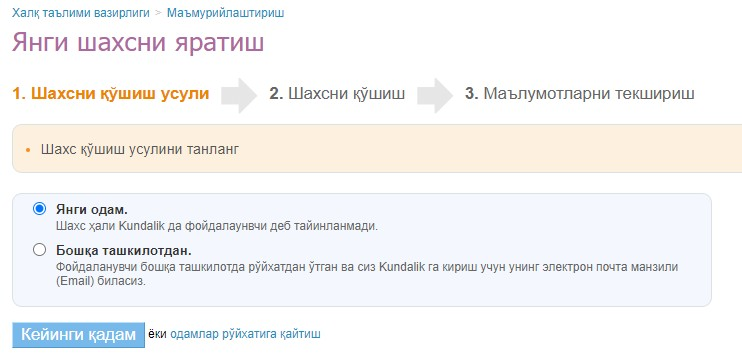 Халқ таълими вазирлиги > Маъмурийлаштириш
Янги шахсни яратиш
1. Шахсни қўшиш усули 2. Шахсни қўшиш 3. Маълумотларни текшириш
• Шахс қўшиш усулини танланг
Янги одам.
Шахс ҳали Kundalik да фойдалаунвчи деб тайинланмади.
Бошқа ташкилотдан.
Фойдаланувчи бошқа ташкилотда рўйхатдан ўтган ва сиз Kundalik га кириш учун унинг электрон почта манзили
(Email) биласиз.
Кейинги қадам ёки одамлар рўйхатига қайтиш